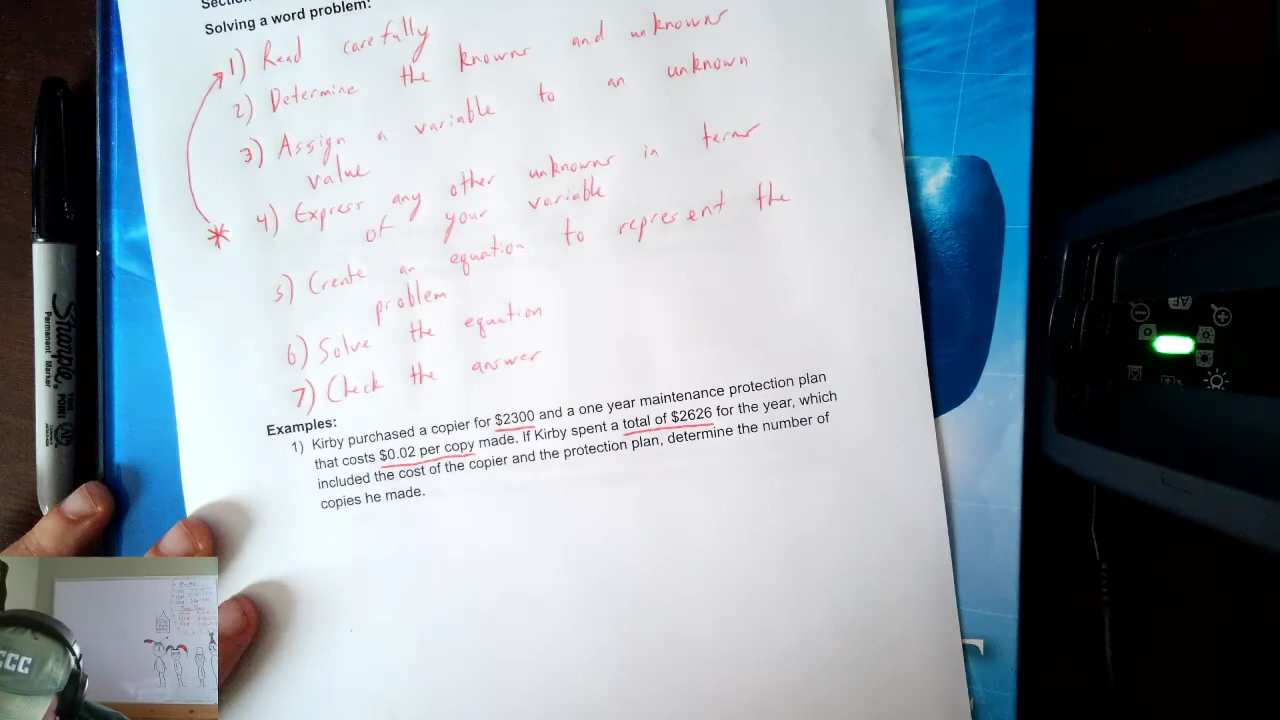 Solving a word problem:
1) Read carefully
2) Determine the knowns and unknowns
3) Assign a variable to an unknown
value
* 4) Express any other unknowns in terms
of your variable
5) Create an equation to represent the
problem
6) Solve the equation
7) Check the answer
Examples:
1) Kirby purchased a copier for $2300 and a one year maintenance protection plan
that costs $0.02 per copy made. If Kirby spent a total of $2626 for the year, which
included the cost of the copier and the protection plan, determine the number of
copies he made.
Sharpie
Permanent Marker
AF
CCC